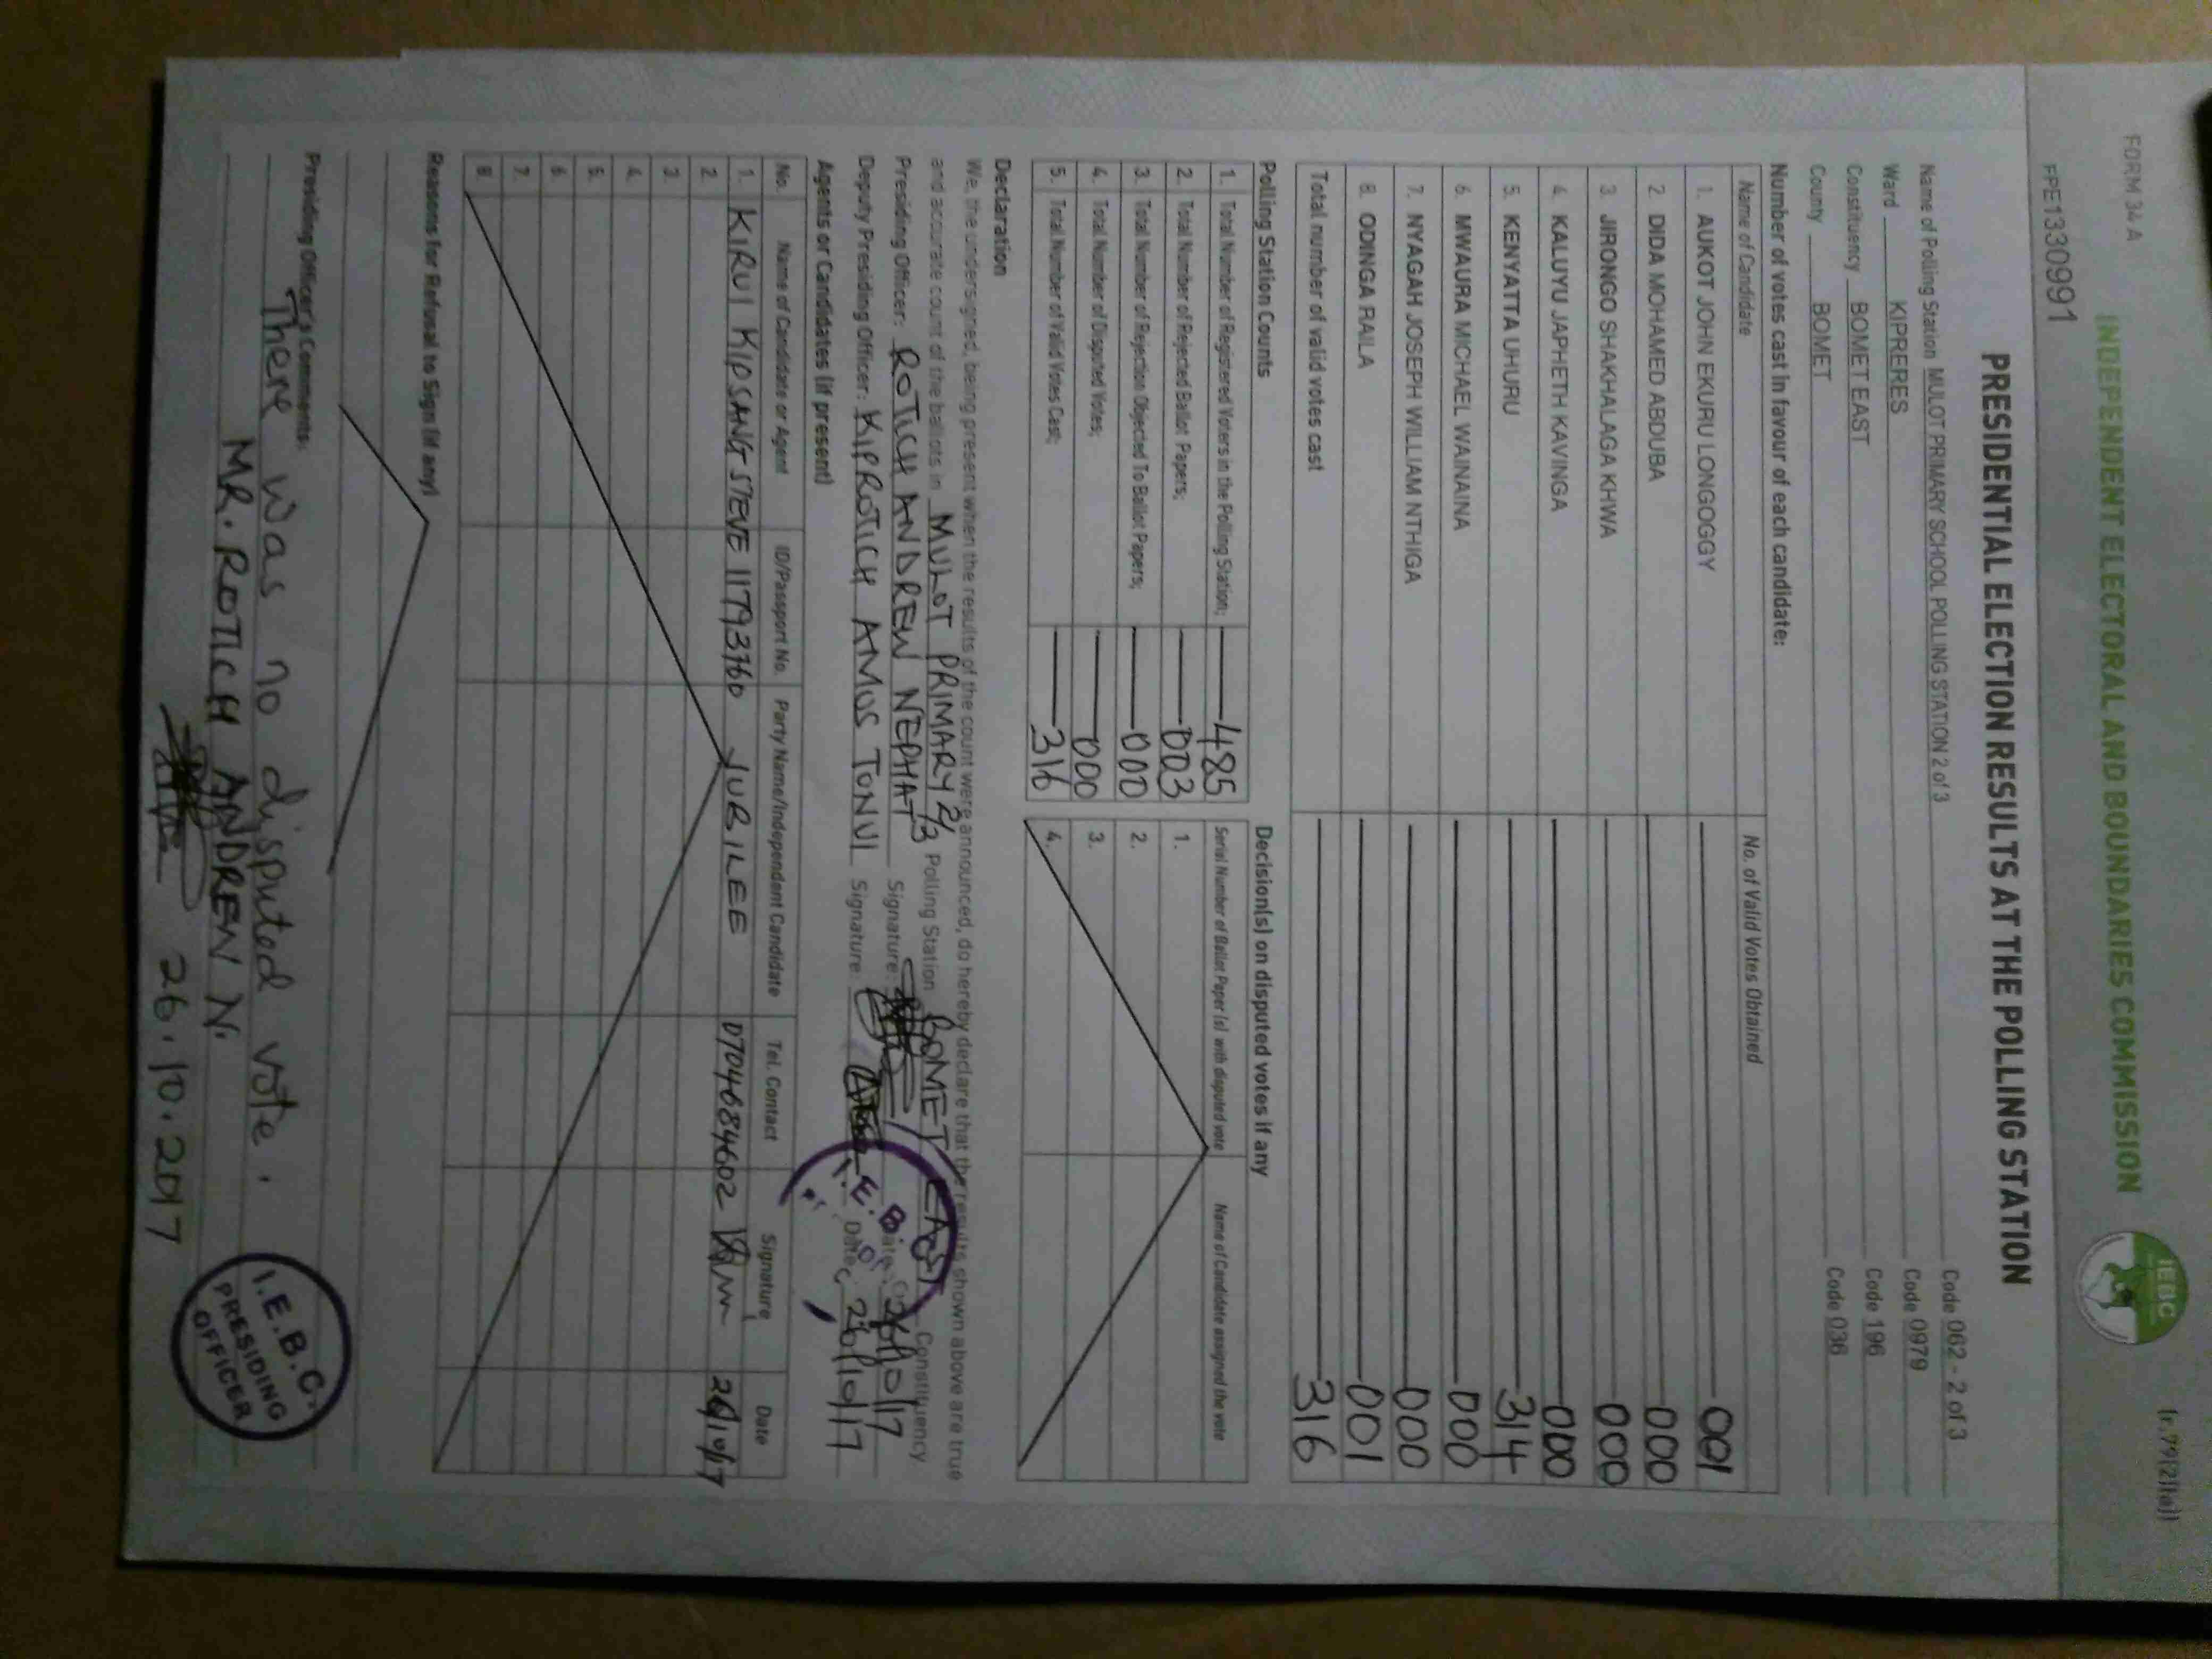 FORM 34 A
(r.79(2)(a))
INDEPENDENT ELECTORAL AND BOUNDARIES COMMISSION
IEBC
FPE1330991
PRESIDENTIAL ELECTION RESULTS AT THE POLLING STATION
Name of Polling Station MULOT PRIMARY SCHOOL POLLING STATION 2 of 3 Code 062 - 2 of 3
Ward KIPRERES Code 0979
Constituency BOMET EAST Code 196
County BOMET Code 036
Number of votes cast in favour of each candidate:
Name of Candidate No. of Valid Votes Obtained
1. AUKOT JOHN EKURU LONGOGGY 001
2. DIDA MOHAMED ABDUBA 000
3. JIRONGO SHAKHALAGA KHWA 000
4. KALUYU JAPHETH KAVINGA 000
5. KENYATTA UHURU 314
6. MWAURA MICHAEL WAINAINA 000
7. NYAGAH JOSEPH WILLIAM NTHIGA 000
8. ODINGA RAILA 001
Total number of valid votes cast 316
Polling Station Counts
1. Total Number of Registered Voters in the Polling Station; 485
2. Total Number of Rejected Ballot Papers; 003
3. Total Number of Rejection Objected To Ballot Papers; 000
4. Total Number of Disputed Votes; 000
5. Total Number of Valid Votes Cast; 316
Decision(s) on disputed votes if any
Serial Number of Ballot Paper (s) with disputed vote Name of Candidate assigned the vote
1.
2.
3.
4.
Declaration
We, the undersigned, being present when the results of the count were announced, do hereby declare that the results shown above are true
and accurate count of the ballots in MULOT PRIMARY 2/3 Polling Station BOMET EAST Constituency
Presiding Officer: ROTICH ANDREW NEPHAT Signature: Date 26/10/17
Deputy Presiding Officer: KIPROTICH AMOS TONUI Signature Date 26/10/17
I.E.B.C.
Agents or Candidates (if present)
No. Name of Candidate or Agent ID/Passport No. Party Name/Independent Candidate Tel. Contact Signature Date
1. KIRUI KIPSANG STEVE 11793760 JUBILEE 0704684602 26/10/17
2.
3.
4.
5.
6.
7.
8.
Reasons for Refusal to Sign (if any)
Presiding Officer's Comments:
There was no disputed vote.
MR. ROTICH ANDREW N.
26.10.2017
I.E.B.C.
PRESIDING
OFFICER